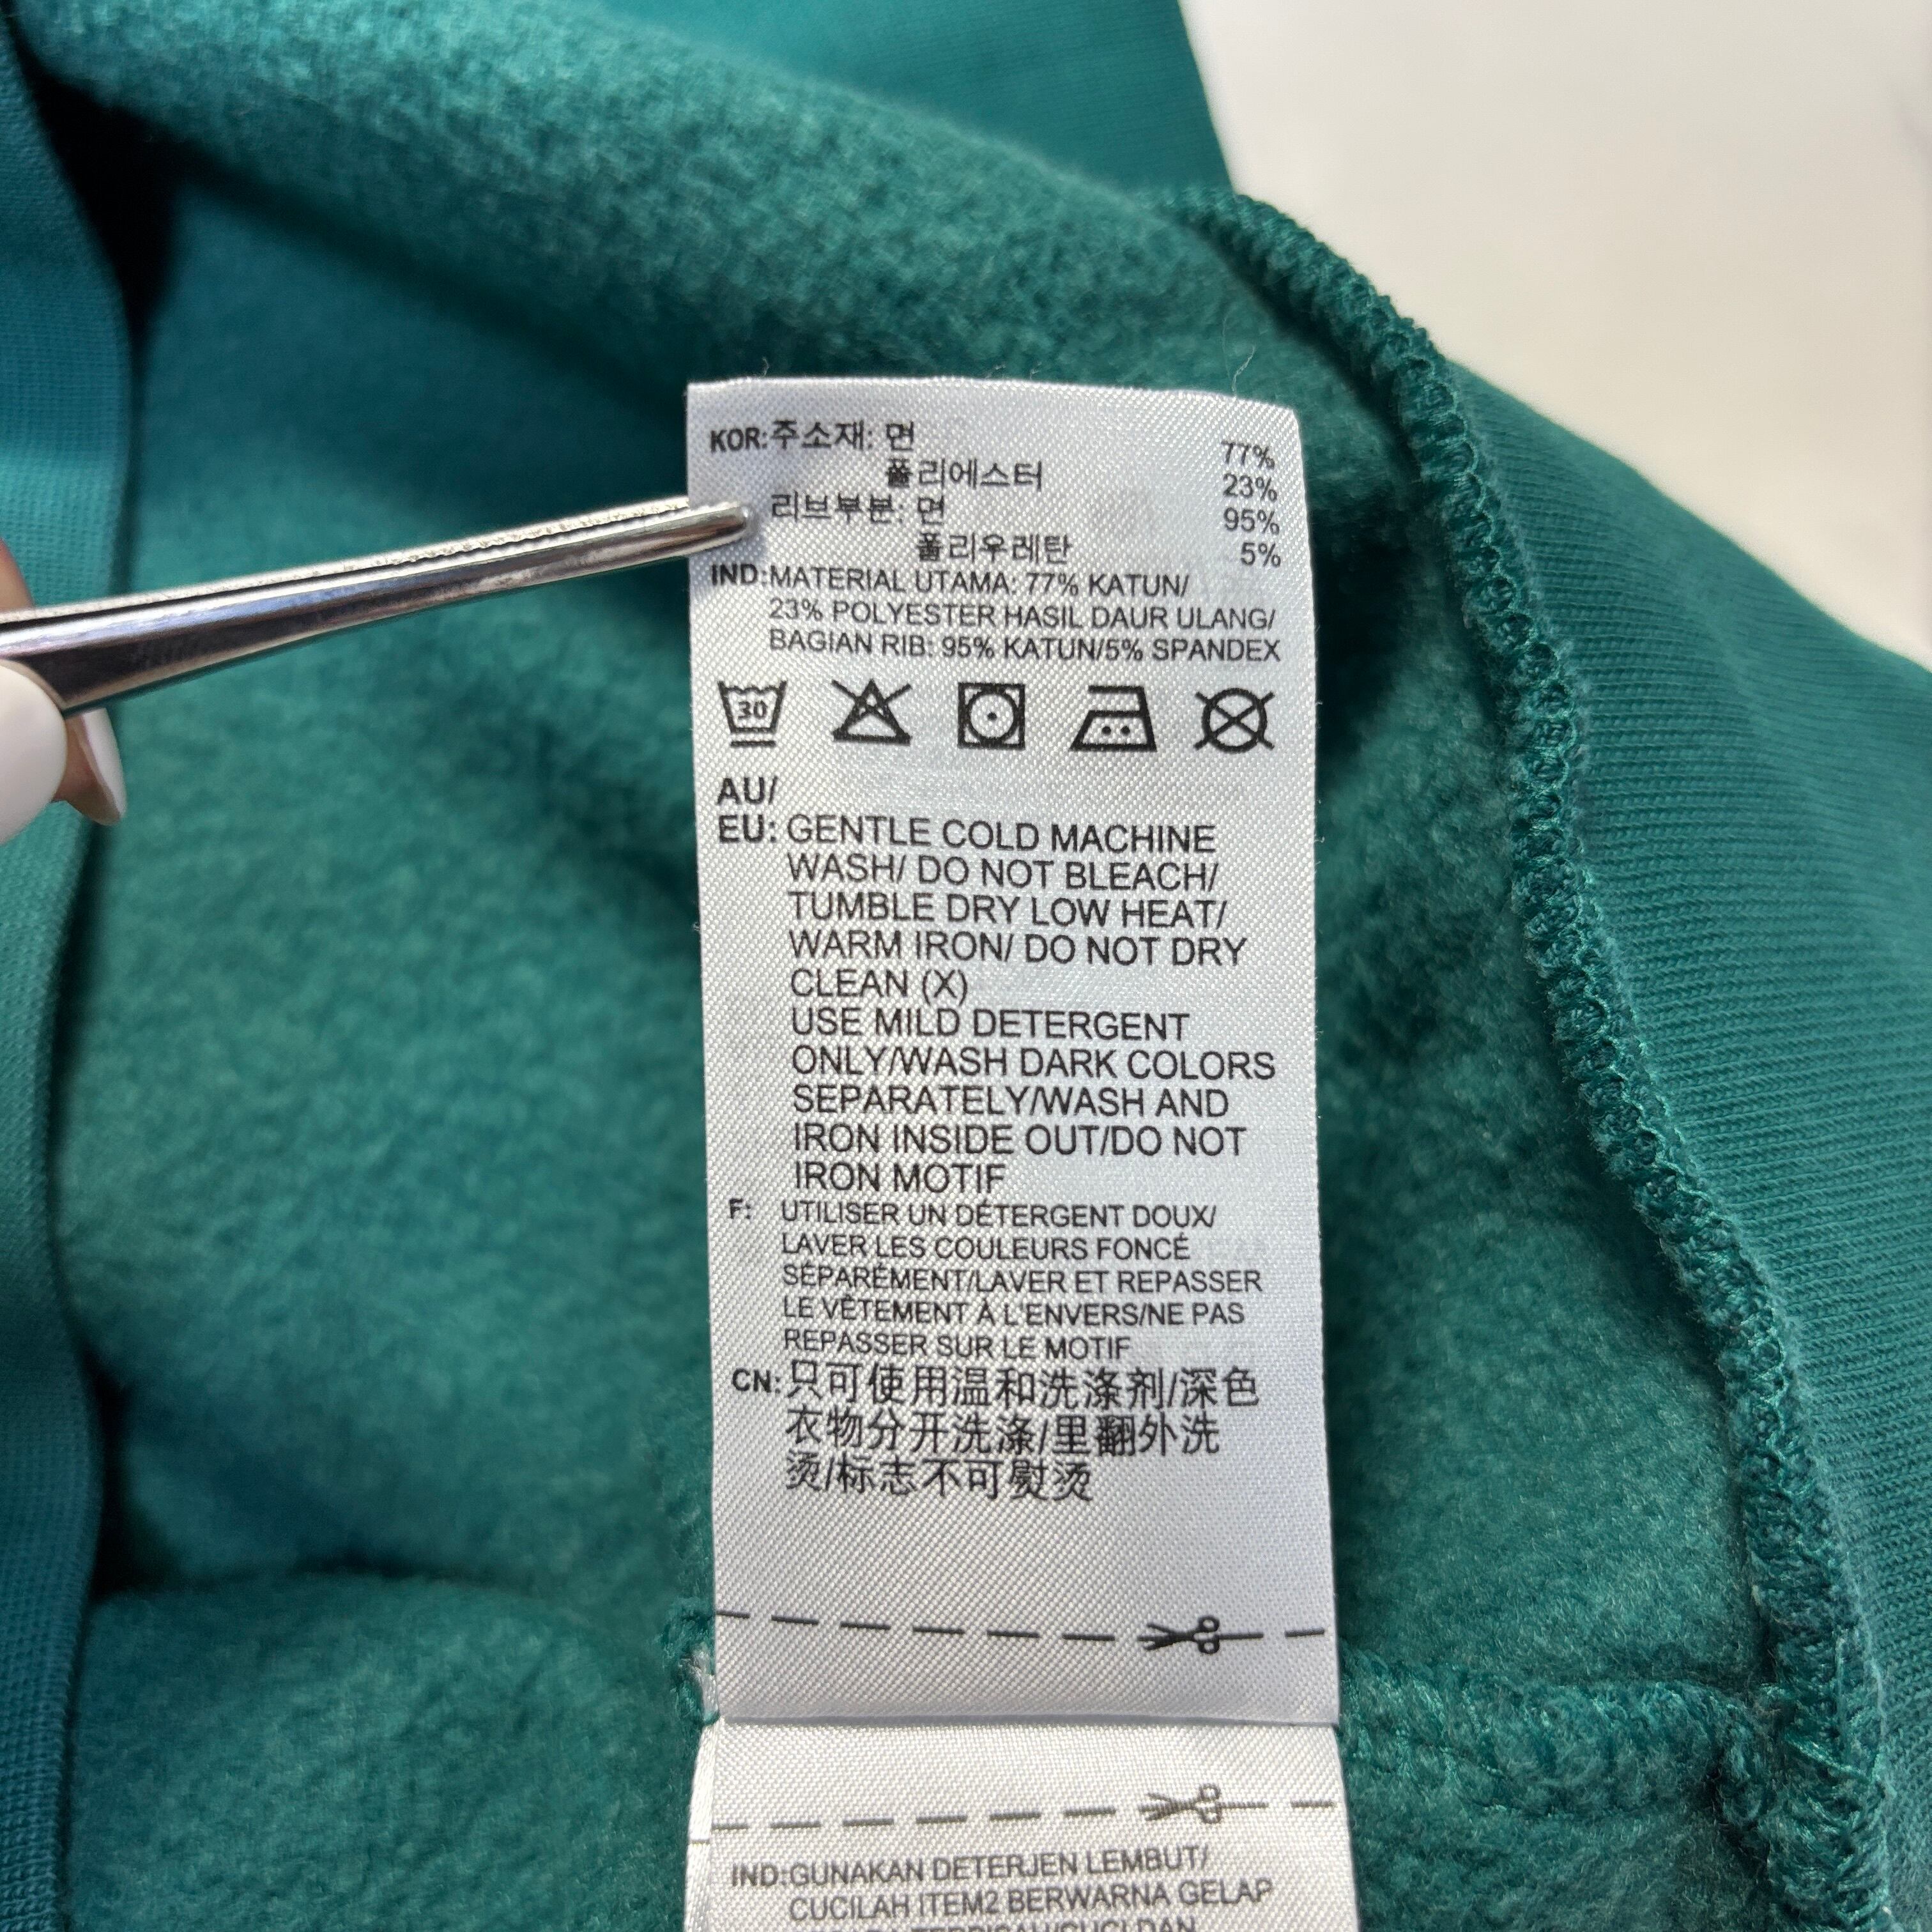 KOR:주소재: 면 77%
폴리에스터 23%
리브부분: 면 95%
폴리우레탄 5%
IND:MATERIAL UTAMA: 77% KATUN/
23% POLYESTER HASIL DAUR ULANG/
BAGIAN RIB: 95% KATUN/5% SPANDEX
30
AU/
EU: GENTLE COLD MACHINE
WASH/ DO NOT BLEACH/
TUMBLE DRY LOW HEAT/
WARM IRON/ DO NOT DRY
CLEAN (X)
USE MILD DETERGENT
ONLY/WASH DARK COLORS
SEPARATELY/WASH AND
IRON INSIDE OUT/DO NOT
IRON MOTIF
F: UTILISER UN DÉTERGENT DOUX/
LAVER LES COULEURS FONCÉ
SÉPARÉMENT/LAVER ET REPASSER
LE VÊTEMENT À L'ENVERS/NE PAS
REPASSER SUR LE MOTIF
CN:只可使用温和洗涤剂/深色
衣物分开洗涤/里翻外洗
烫/标志不可熨烫
IND:GUNAKAN DETERJEN LEMBUT/
CUCILAH ITEM2 BERWARNA GELAP